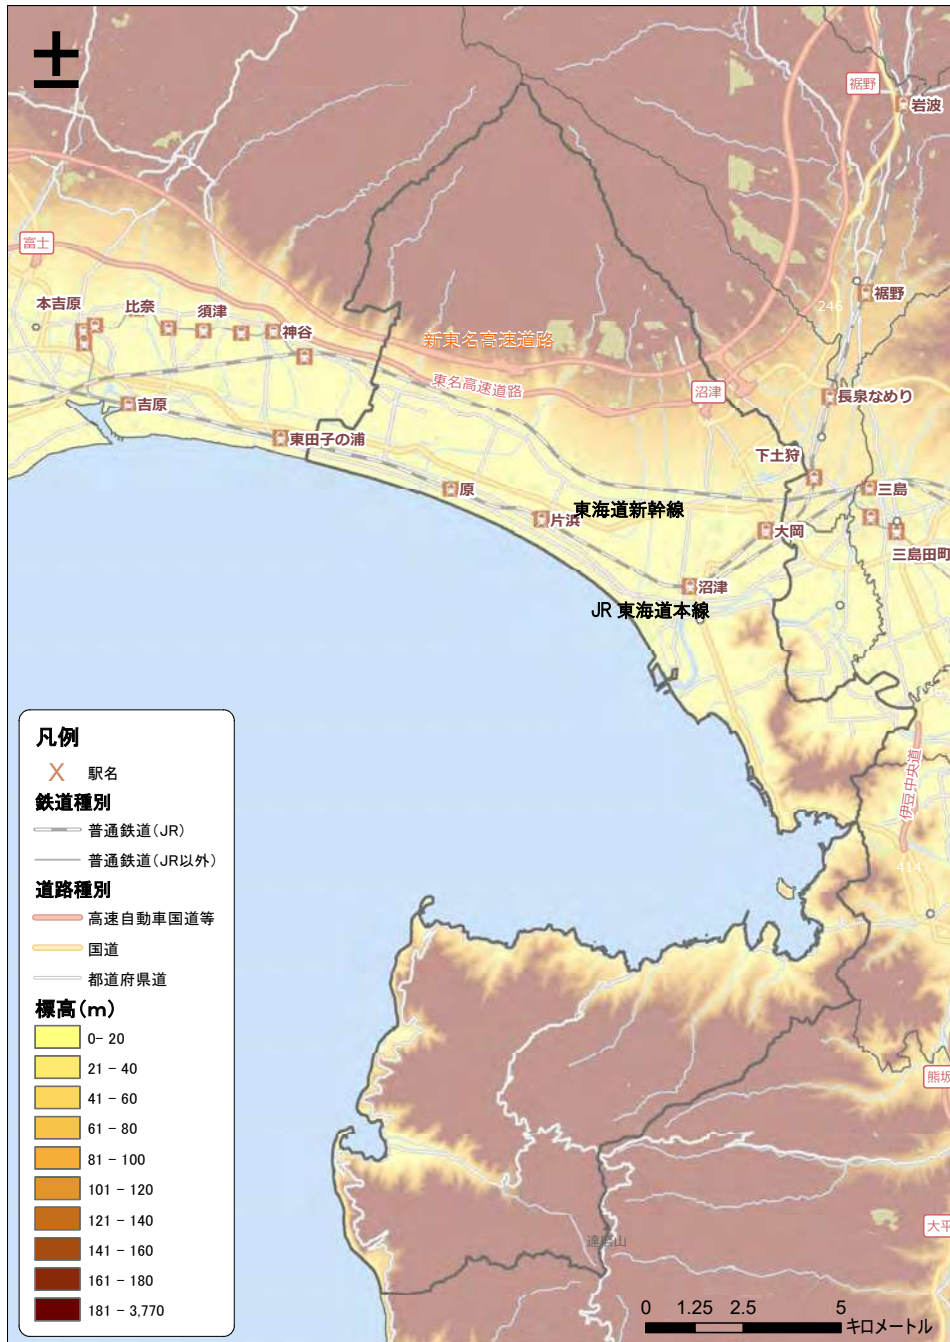 裾野
岩波
富士
本吉原
比奈
須津
神谷
裾野
246
新東名高速道路
東名高速道路
沼津
長泉なめり
吉原
東田子の浦
下土狩
三島
原
片浜
東海道新幹線
大岡
三島田町
沼津
JR 東海道本線
伊豆中央道
414
凡例
X 駅名
鉄道種別
普通鉄道(JR)
普通鉄道(JR以外)
道路種別
高速自動車国道等
国道
都道府県道
標高(m)
0- 20
21 - 40
41 - 60
61 - 80
81 - 100
101 - 120
121 - 140
141 - 160
161 - 180
181 - 3,770
熊坂
大平
達磨山
0 1.25 2.5 5
キロメートル